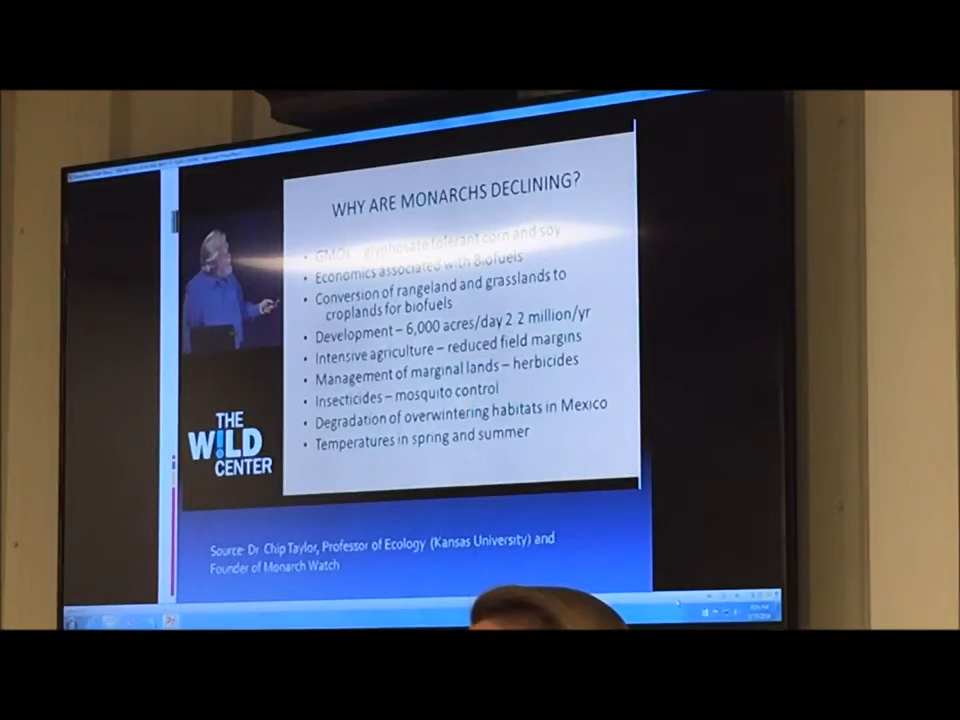 WHY ARE MONARCHS DECLINING?
• GMOs – glyphosate tolerant corn and soy
• Economics associated with Biofuels
• Conversion of rangeland and grasslands to
croplands for biofuels
• Development – 6,000 acres/day 2.2 million/yr
• Intensive agriculture – reduced field margins
• Management of marginal lands – herbicides
• Insecticides – mosquito control
• Degradation of overwintering habitats in Mexico
• Temperatures in spring and summer
THE
W!LD
CENTER
Source: Dr. Chip Taylor, Professor of Ecology (Kansas University) and
Founder of Monarch Watch